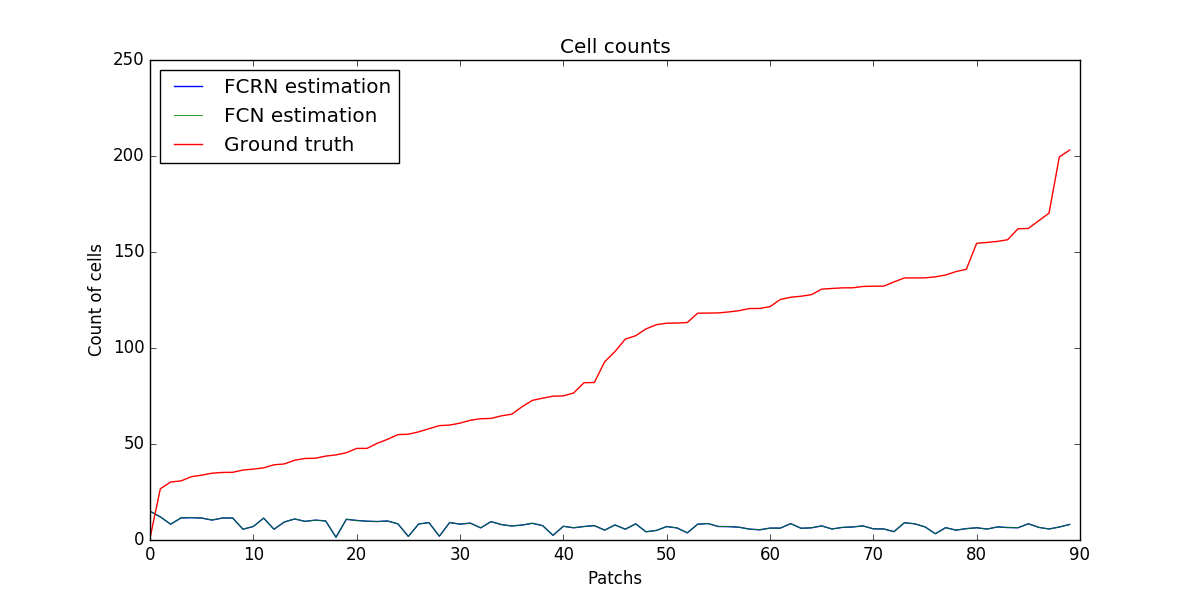 Cell counts
250
200
150
100
50
0
Count of cells
FCRN estimation
FCN estimation
Ground truth
0 10 20 30 40 50 60 70 80 90
Patchs